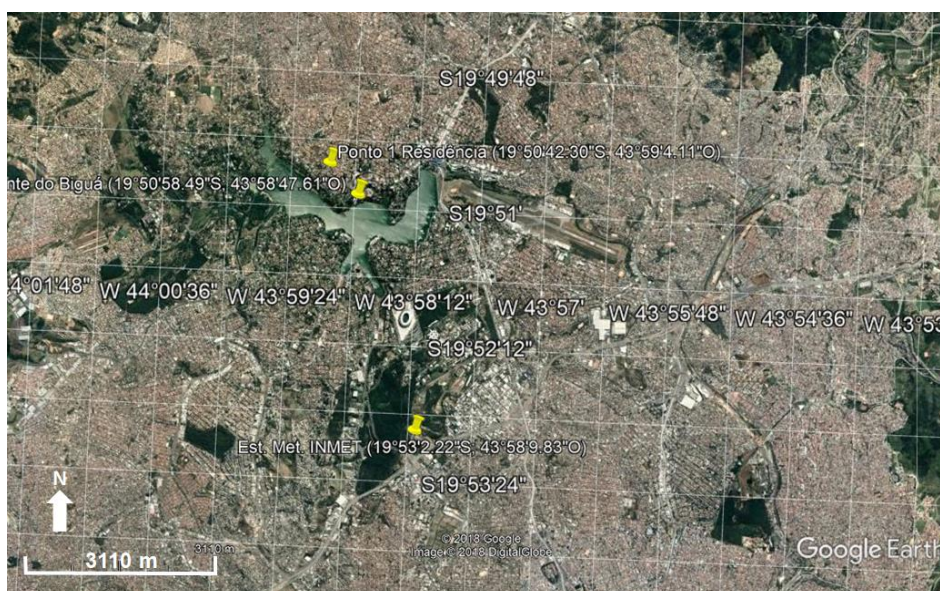 S19°49'48"
Ponto 1 Residência (19°50'42.30"S, 43°59'4.11"O)
nte do Biguá (19°50'58.49"S, 43°58'47.61"O)
S19°51'
4°01'48" W 44°00'36" W 43°59'24" W 43°58'12" W 43°57' W 43°55'48" W 43°54'36" W 43°53
S19°52'12"
Est. Met. INMET (19°53'2.22"S, 43°58'9.83"O)
S19°53'24"
N
© 2018 Google
Image © 2018 DigitalGlobe
3110 m
3110 m
Google Earth